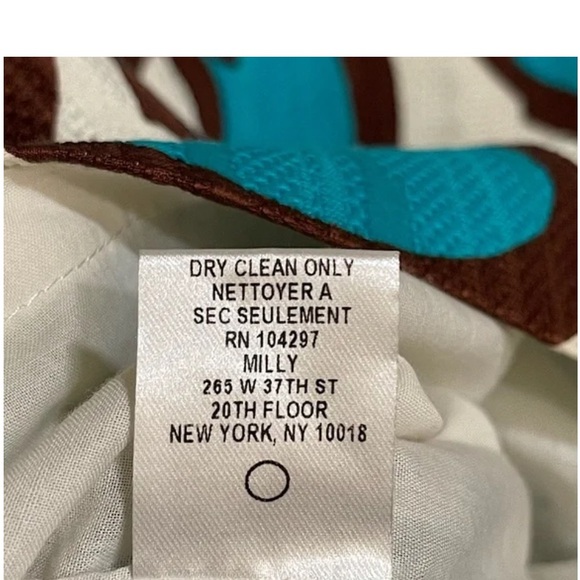 DRY CLEAN ONLY
NETTOYER A
SEC SEULEMENT
RN 104297
MILLY
265 W 37TH ST
20TH FLOOR
NEW YORK, NY 10018